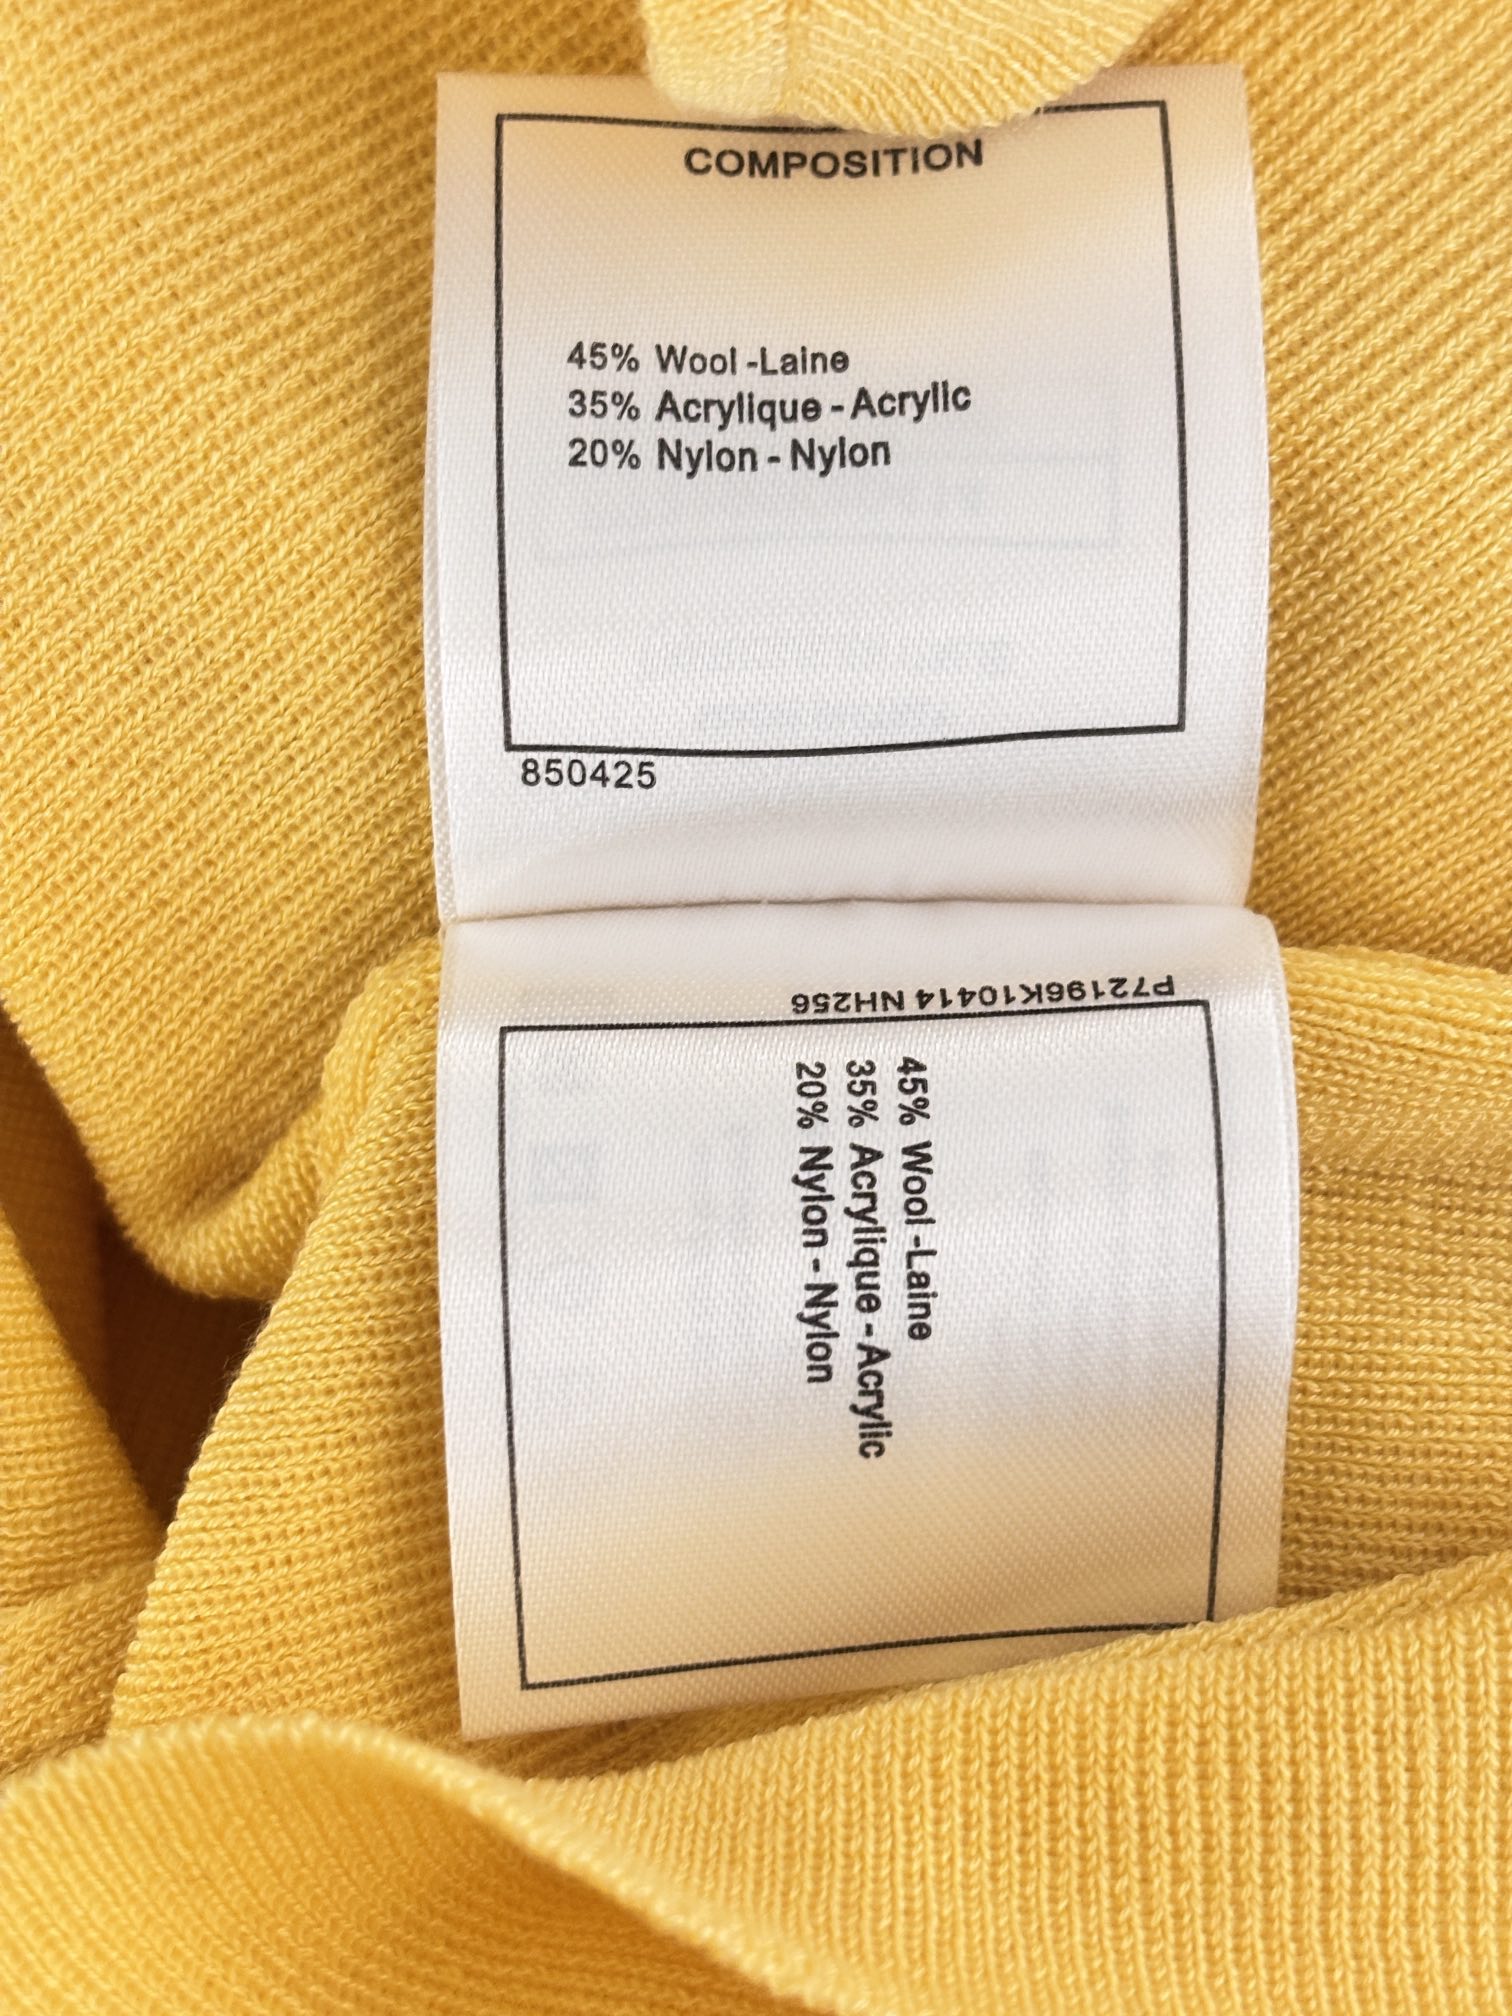 COMPOSITION
45% Wool -Laine
35% Acrylique - Acrylic
20% Nylon - Nylon
850425
P72196K10414 NH256
45% Wool -Laine
35% Acrylique - Acrylic
20% Nylon - Nylon